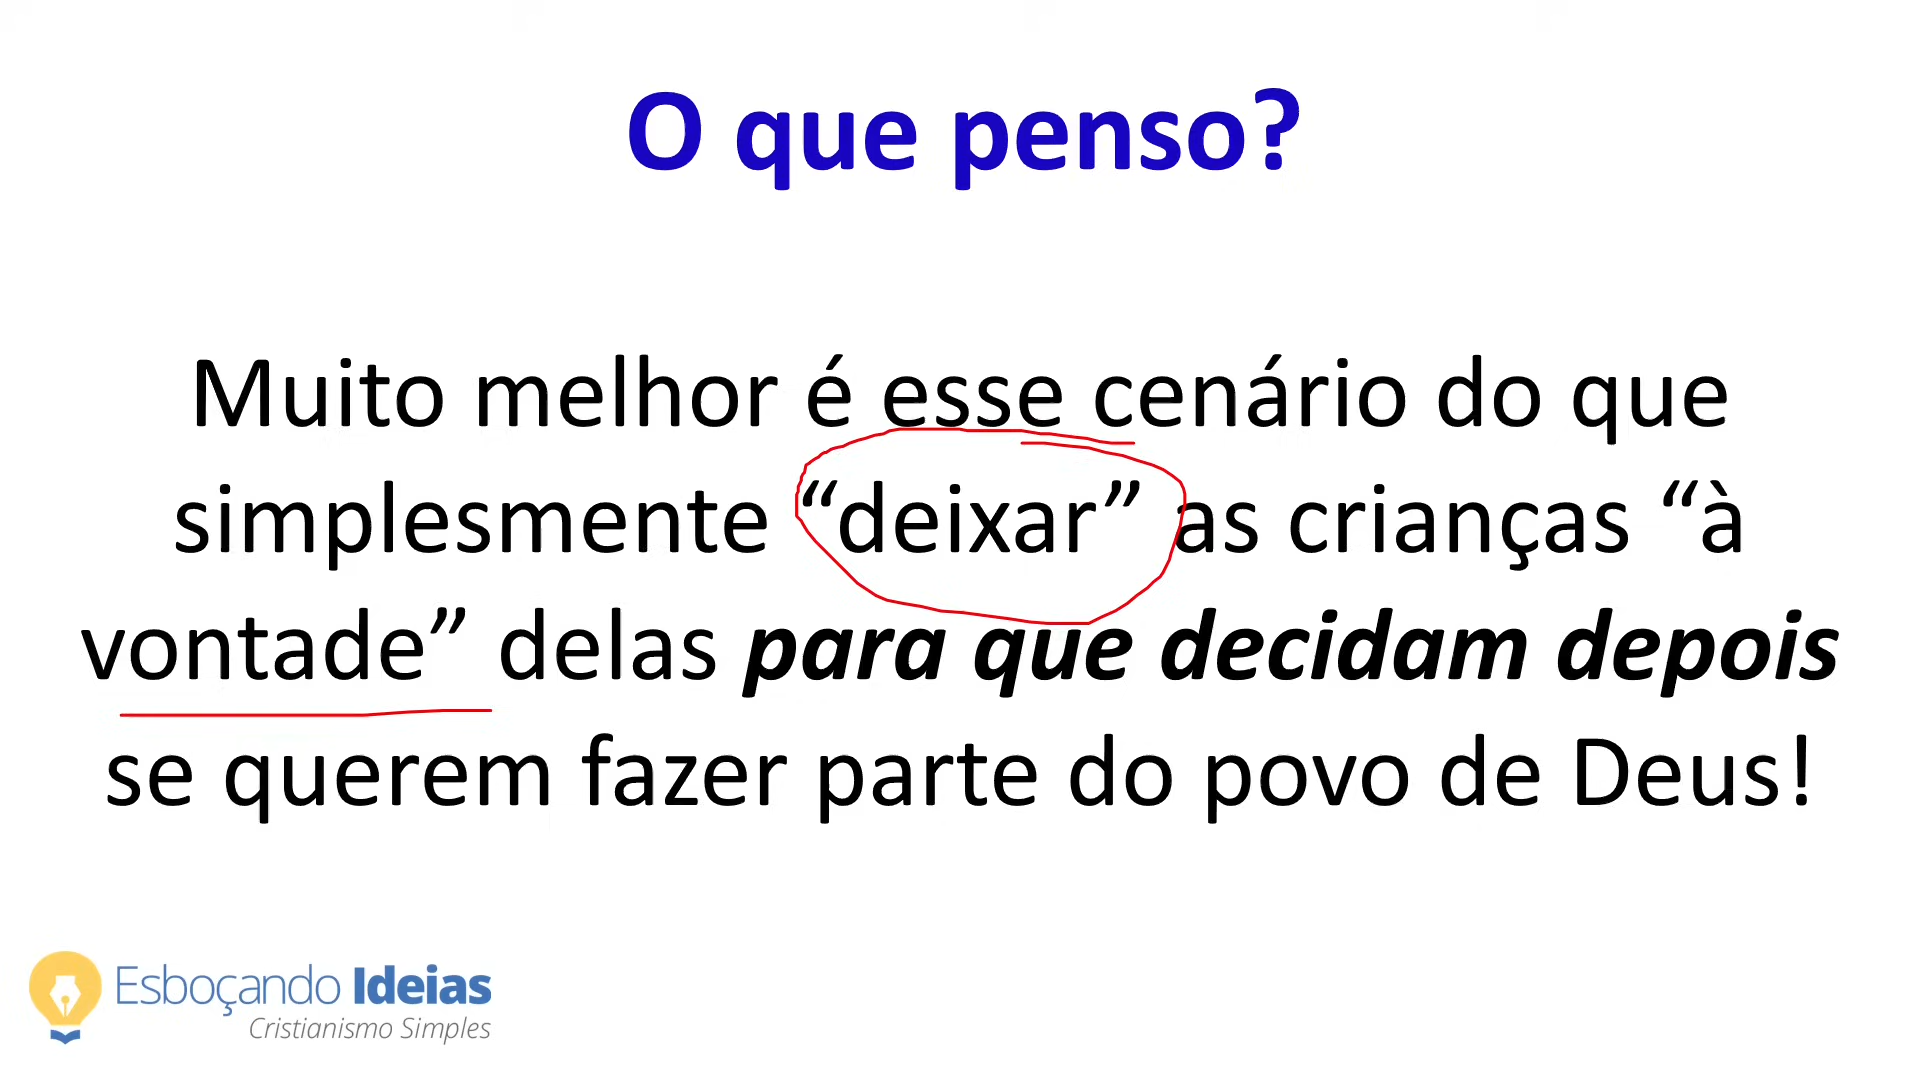 O que penso?
Muito melhor é esse cenário do que
simplesmente “deixar” as crianças “à
vontade” delas para que decidam depois
se querem fazer parte do povo de Deus!
Esboçando Ideias
Cristianismo Simples